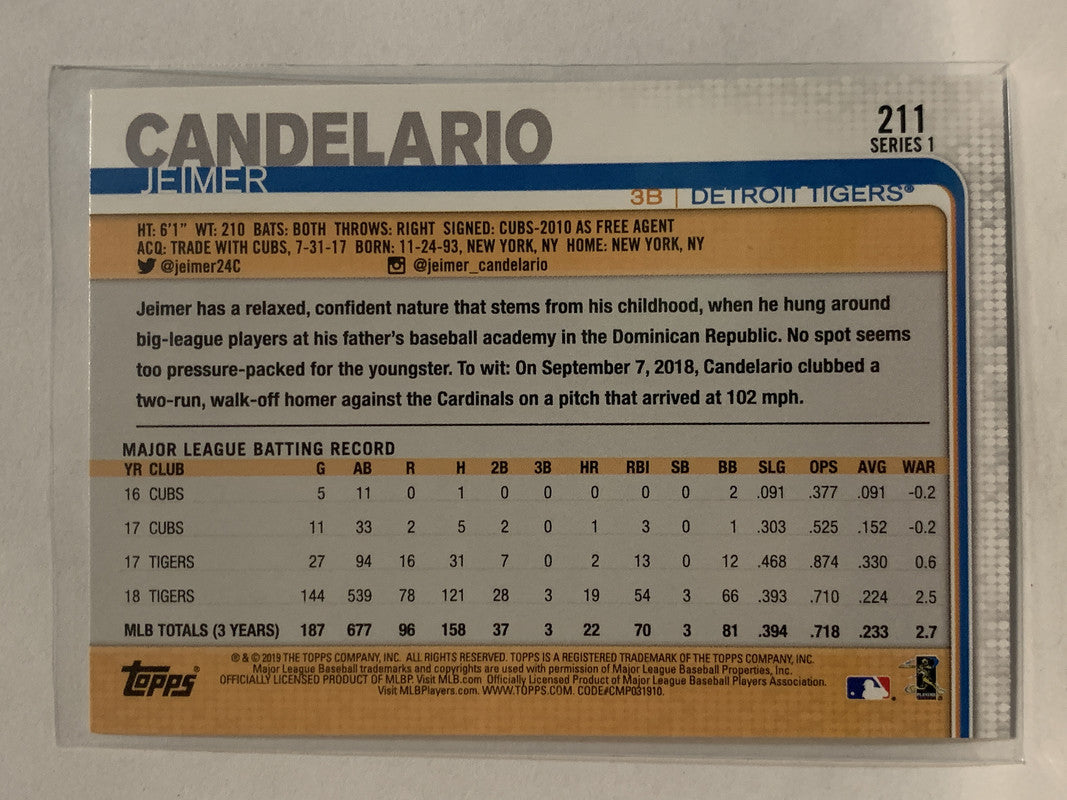 CANDELARIO
211
SERIES 1
JEIMER
3B | DETROIT TIGERS®
HT: 6'1" WT: 210 BATS: BOTH THROWS: RIGHT SIGNED: CUBS-2010 AS FREE AGENT
ACQ: TRADE WITH CUBS, 7-31-17 BORN: 11-24-93, NEW YORK, NY HOME: NEW YORK, NY
@jeimer24C @jeimer_candelario
Jeimer has a relaxed, confident nature that stems from his childhood, when he hung around
big-league players at his father's baseball academy in the Dominican Republic. No spot seems
too pressure-packed for the youngster. To wit: On September 7, 2018, Candelario clubbed a
two-run, walk-off homer against the Cardinals on a pitch that arrived at 102 mph.
MAJOR LEAGUE BATTING RECORD
YR CLUB G AB R H 2B 3B HR RBI SB BB SLG OPS AVG WAR
16 CUBS 5 11 0 1 0 0 0 0 0 2 .091 .377 .091 -0.2
17 CUBS 11 33 2 5 2 0 1 3 0 1 .303 .525 .152 -0.2
17 TIGERS 27 94 16 31 7 0 2 13 0 12 .468 .874 .330 0.6
18 TIGERS 144 539 78 121 28 3 19 54 3 66 .393 .710 .224 2.5
MLB TOTALS (3 YEARS) 187 677 96 158 37 3 22 70 3 81 .394 .718 .233 2.7
Topps®
® & © 2019 THE TOPPS COMPANY, INC. ALL RIGHTS RESERVED. TOPPS IS A REGISTERED TRADEMARK OF THE TOPPS COMPANY, INC.
Major League Baseball trademarks and copyrights are used with permission of Major League Baseball Properties, Inc.
OFFICIALLY LICENSED PRODUCT OF MLBP. Visit MLB.com Officially Licensed Product of Major League Baseball Players Association.
Visit MLBPlayers.com. WWW.TOPPS.COM. CODE#CMP031910.
PLAYERS